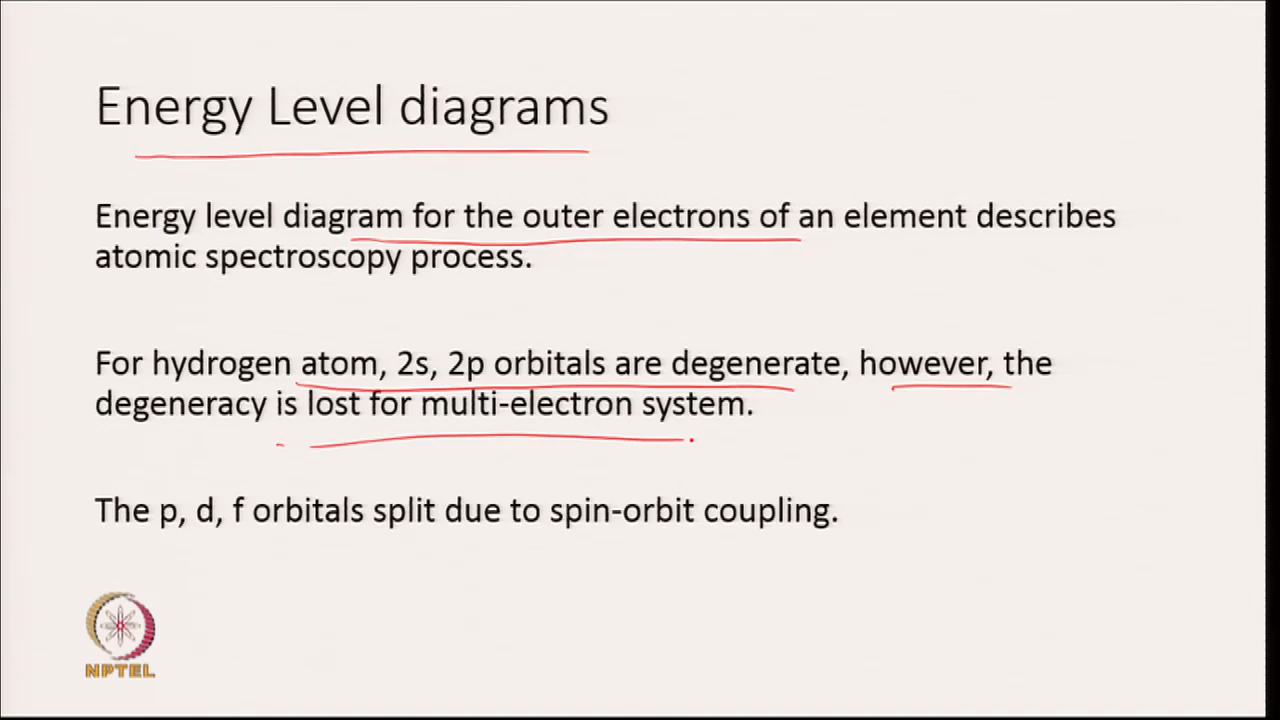 Energy Level diagrams
Energy level diagram for the outer electrons of an element describes
atomic spectroscopy process.
For hydrogen atom, 2s, 2p orbitals are degenerate, however, the
degeneracy is lost for multi-electron system.
The p, d, f orbitals split due to spin-orbit coupling.
NPTEL